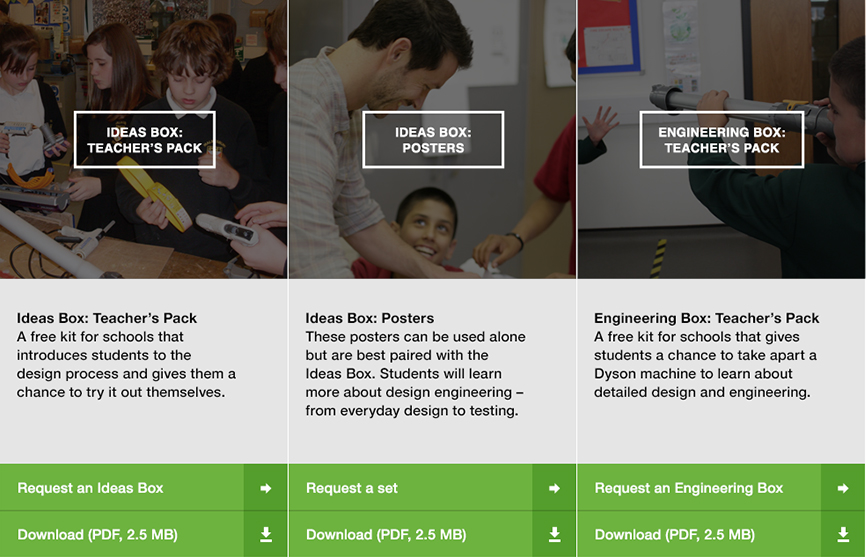 IDEAS BOX:
TEACHER'S PACK
IDEAS BOX:
POSTERS
ENGINEERING BOX:
TEACHER'S PACK
Ideas Box: Teacher's Pack
A free kit for schools that
introduces students to the
design process and gives them a
chance to try it out themselves.
Ideas Box: Posters
These posters can be used alone
but are best paired with the
Ideas Box. Students will learn
more about design engineering –
from everyday design to testing.
Engineering Box: Teacher's Pack
A free kit for schools that gives
students a chance to take apart a
Dyson machine to learn about
detailed design and engineering.
Request an Ideas Box
Download (PDF, 2.5 MB)
Request a set
Download (PDF, 2.5 MB)
Request an Engineering Box
Download (PDF, 2.5 MB)